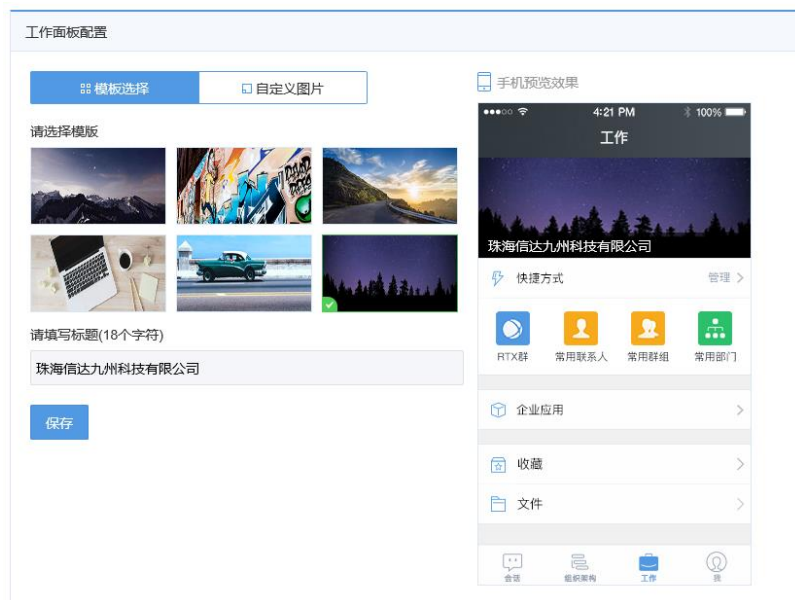 工作面板配置
模板选择
自定义图片
手机预览效果
请选择模版
4:21 PM
100%
工作
珠海信达九州科技有限公司
快捷方式
管理
RTX群
常用联系人
常用群组
常用部门
请填写标题(18个字符)
珠海信达九州科技有限公司
保存
企业应用
收藏
文件
会话
组织架构
工作
我